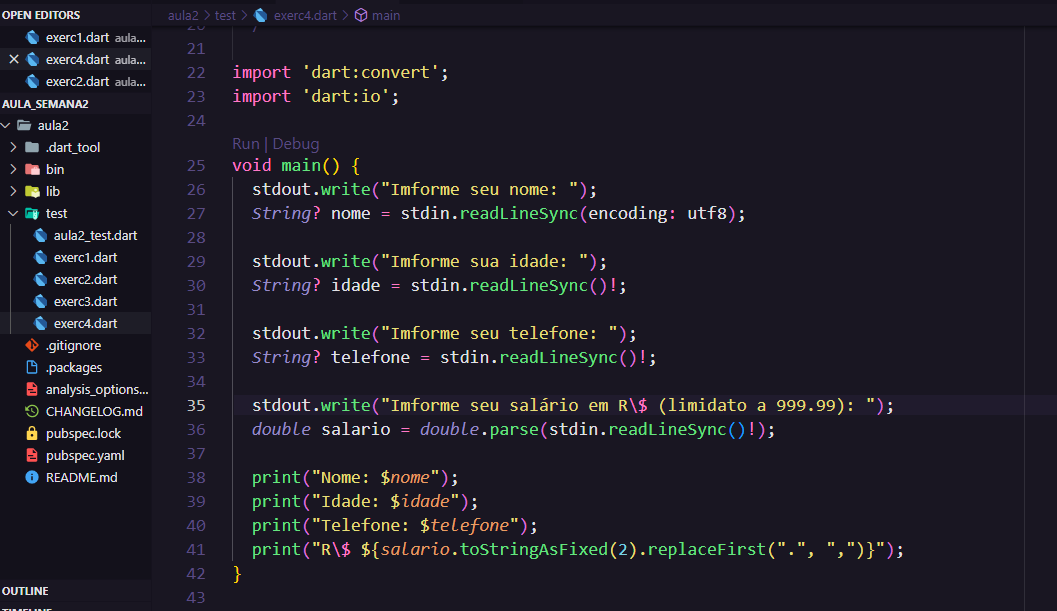 OPEN EDITORS
exerc1.dart aula...
exerc4.dart aula...
exerc2.dart aula...
AULA_SEMANA2
aula2
.dart_tool
bin
lib
test
aula2_test.dart
exerc1.dart
exerc2.dart
exerc3.dart
exerc4.dart
.gitignore
.packages
analysis_options...
CHANGELOG.md
pubspec.lock
pubspec.yaml
README.md
OUTLINE
TIMELINE
aula2 > test > exerc4.dart > main
20
21
22 import 'dart:convert';
23 import 'dart:io';
24
Run | Debug
25 void main() {
26 stdout.write("Imforme seu nome: ");
27 String? nome = stdin.readLineSync(encoding: utf8);
28
29 stdout.write("Imforme sua idade: ");
30 String? idade = stdin.readLineSync()!;
31
32 stdout.write("Imforme seu telefone: ");
33 String? telefone = stdin.readLineSync()!;
34
35 stdout.write("Imforme seu salário em R\$ (limidato a 999.99): ");
36 double salario = double.parse(stdin.readLineSync()!);
37
38 print("Nome: $nome");
39 print("Idade: $idade");
40 print("Telefone: $telefone");
41 print("R\$ ${salario.toStringAsFixed(2).replaceFirst(".", ",")}");
42 }
43